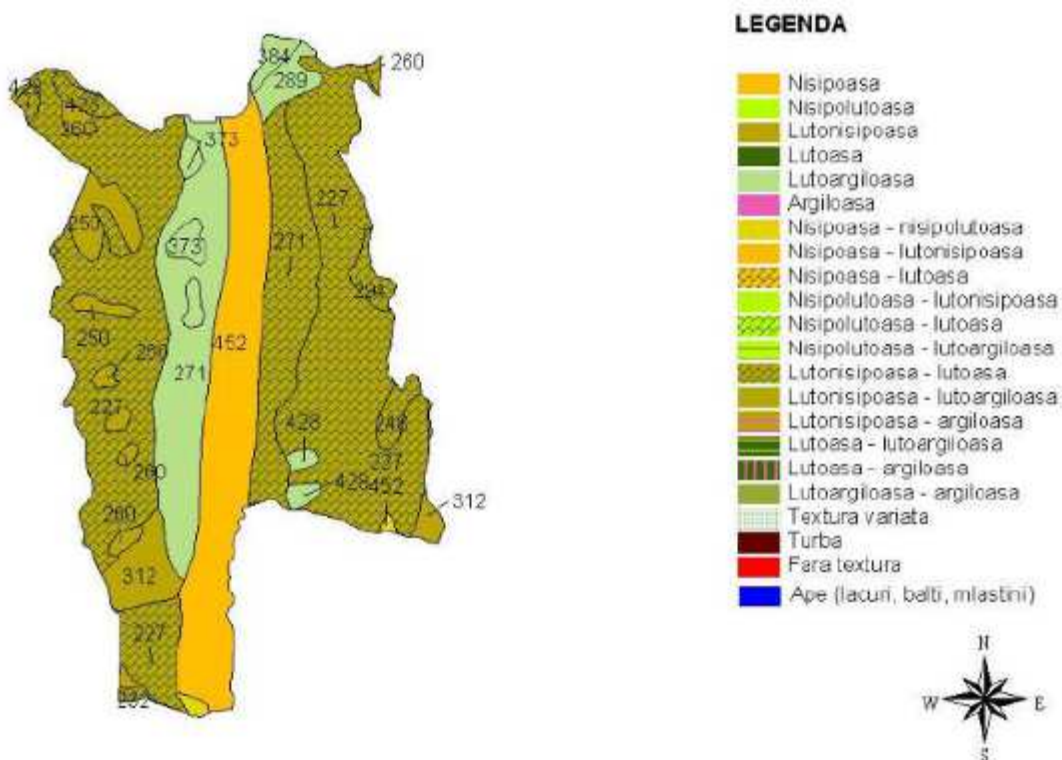 LEGENDA
Nisipoasa
Nisipolutoasa
Lutonisipoasa
Lutoasa
Lutoargiloasa
Argiloasa
Nisipoasa - nisipolutoasa
Nisipoasa - lutonisipoasa
Nisipoasa - lutoasa
Nisipolutoasa - lutonisipoasa
Nisipolutoasa - lutoasa
Nisipolutoasa - lutoargiloasa
Lutonisipoasa - lutoasa
Lutonisipoasa - lutoargiloasa
Lutonisipoasa - argiloasa
Lutoasa - lutoargiloasa
Lutoasa - argiloasa
Lutoargiloasa - argiloasa
Textura variata
Turba
Fara textura
Ape (lacuri, balti, mlastini)
N
W
E
S
384
260
289
373
227
373
271
250
452
271
227
428
248
260
428
452
312
260
312
227